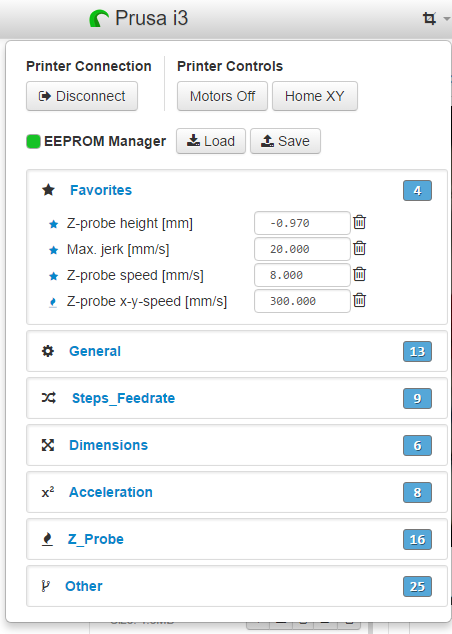 Prusa i3
Printer Connection
Printer Controls
Disconnect
Motors Off
Home XY
EEPROM Manager
Load
Save
Favorites 4
Z-probe height [mm] -0.970
Max. jerk [mm/s] 20.000
Z-probe speed [mm/s] 8.000
Z-probe x-y-speed [mm/s] 300.000
General 13
Steps_Feedrate 9
Dimensions 6
x² Acceleration 8
Z_Probe 16
Other 25